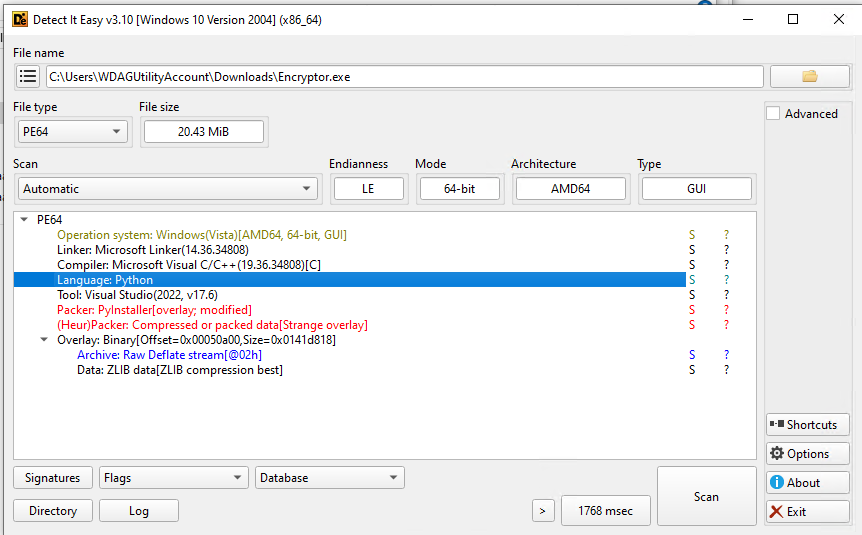 Detect It Easy v3.10 [Windows 10 Version 2004] (x86_64)
File name
C:\Users\WDAGUtilityAccount\Downloads\Encryptor.exe
File type File size Advanced
PE64 20.43 MiB
Scan Endianness Mode Architecture Type
Automatic LE 64-bit AMD64 GUI
PE64
Operation system: Windows(Vista)[AMD64, 64-bit, GUI] S ?
Linker: Microsoft Linker(14.36.34808) S ?
Compiler: Microsoft Visual C/C++(19.36.34808)[C] S ?
Language: Python S ?
Tool: Visual Studio(2022, v17.6) S ?
Packer: PyInstaller[overlay; modified] S ?
(Heur)Packer: Compressed or packed data[Strange overlay] S ?
Overlay: Binary[Offset=0x00050a00,Size=0x0141d818]
Archive: Raw Deflate stream[@02h] S ?
Data: ZLIB data[ZLIB compression best] S ?
Shortcuts
Options
Signatures Flags Database Scan About
Directory Log > 1768 msec Exit